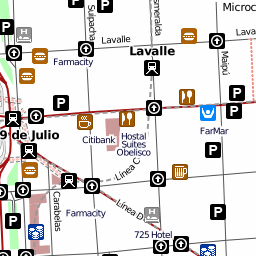 Suipacha
Esmeralda
Microc
Lavalle
Lava
Lavalle
Maipú
Farmacity
P
P
P
P
9 de Julio
Citibank
Hostal
Suites
Obelisco
FarMar
P
P
Línea C
Carabelas
Farmacity
Línea D
P
P
H
H
725 Hotel
P
P